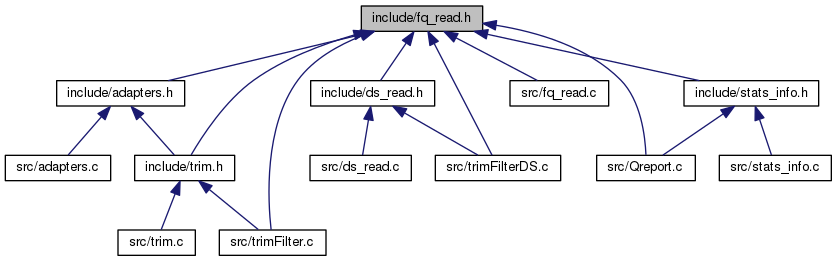 include/fq_read.h
include/adapters.h
include/ds_read.h
src/fq_read.c
include/stats_info.h
src/adapters.c
include/trim.h
src/ds_read.c
src/trimFilterDS.c
src/Qreport.c
src/stats_info.c
src/trim.c
src/trimFilter.c